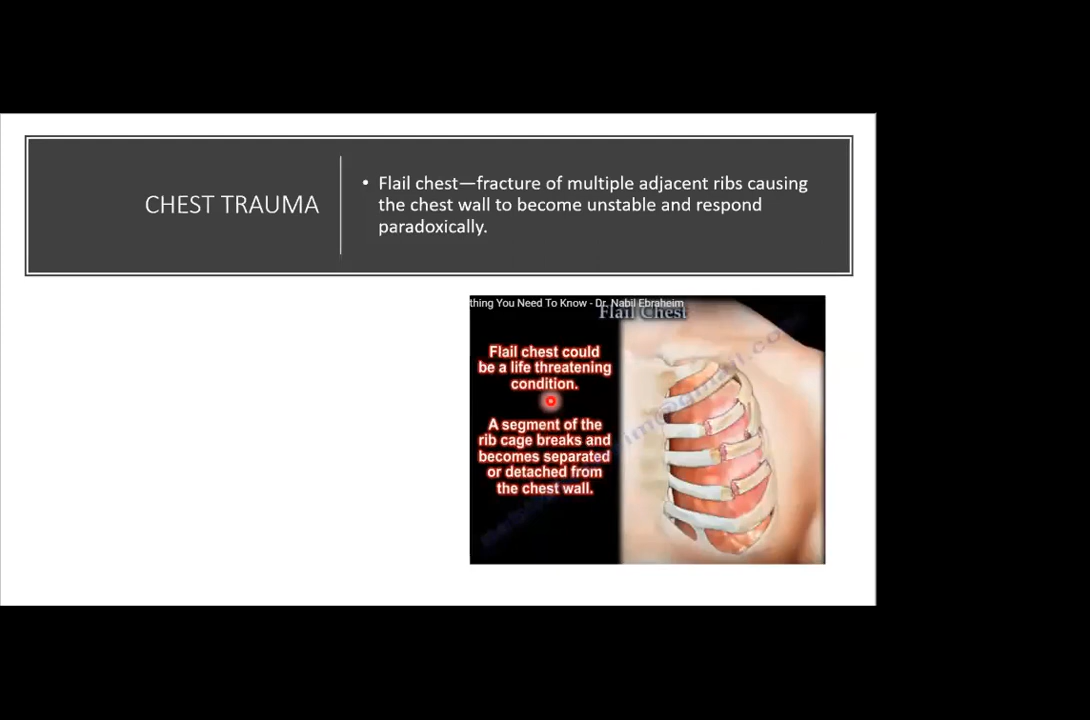 CHEST TRAUMA
• Flail chest—fracture of multiple adjacent ribs causing
the chest wall to become unstable and respond
paradoxically.
thing You Need To Know - Dr. Nabil Ebraheim
Flail Chest
Flail chest could
be a life threatening
condition.
A segment of the
rib cage breaks and
becomes separated
or detached from
the chest wall.